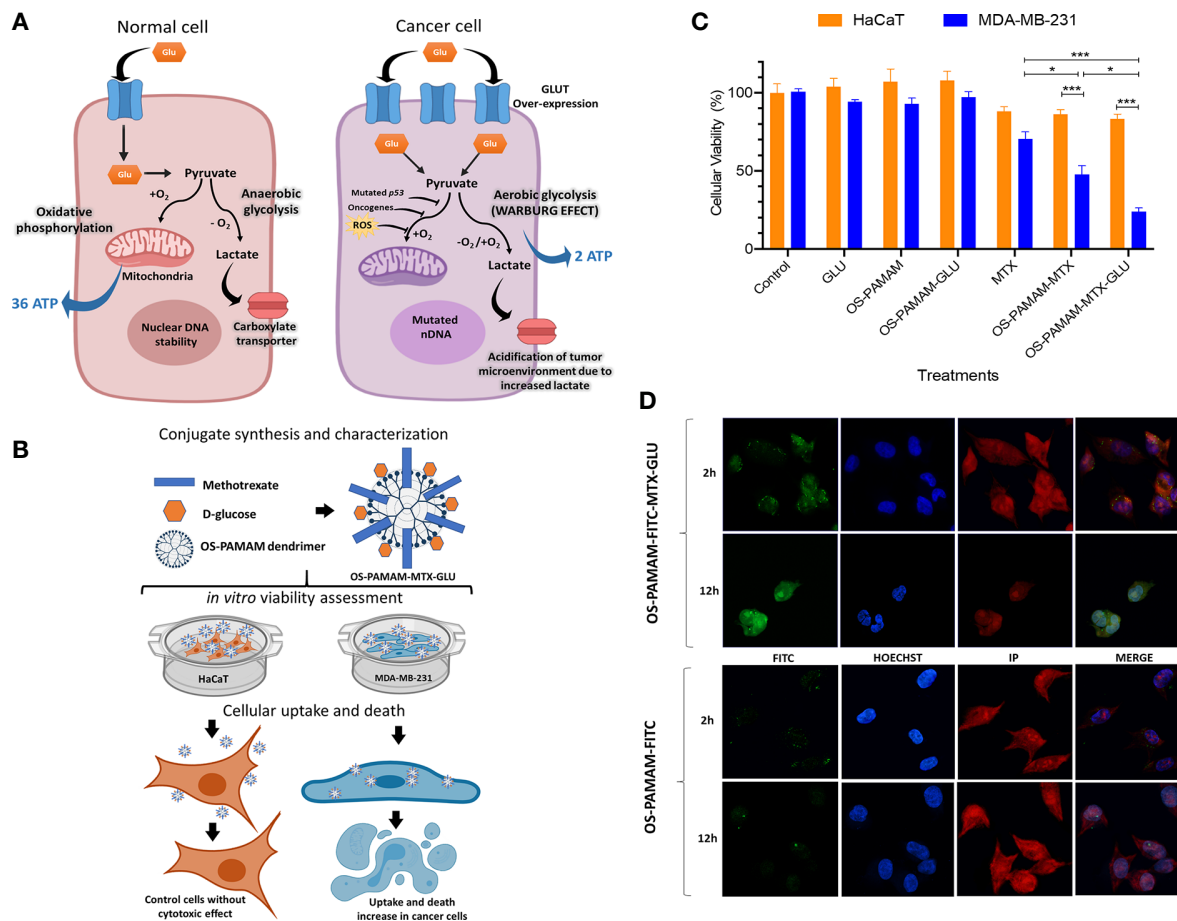 A
Normal cell
Glu
Glu
Pyruvate
+O2
- O2
Anaerobic
glycolysis
Oxidative
phosphorylation
Mitochondria
Lactate
36 ATP
Nuclear DNA
stability
Carboxylate
transporter
Cancer cell
Glu
GLUT
Over-expression
Glu
Glu
Pyruvate
Mutated p53
Oncogenes
ROS
+O2
-O2/+O2
Aerobic glycolysis
(WARBURG EFECT)
2 ATP
Lactate
Mutated
nDNA
Acidification of tumor
microenvironment due to
increased lactate
B
Conjugate synthesis and characterization
Methotrexate
D-glucose
OS-PAMAM dendrimer
OS-PAMAM-MTX-GLU
in vitro viability assessment
HaCaT
MDA-MB-231
Cellular uptake and death
Control cells without
cytotoxic effect
Uptake and death
increase in cancer cells
C
HaCaT
MDA-MB-231
***
*
*
***
***
Cellular Viability (%)
100
50
0
Control
GLU
OS-PAMAM
OS-PAMAM-GLU
MTX
OS-PAMAM-MTX
OS-PAMAM-MTX-GLU
Treatments
D
OS-PAMAM-FITC-MTX-GLU
2h
12h
FITC
HOECHST
IP
MERGE
OS-PAMAM-FITC
2h
12h